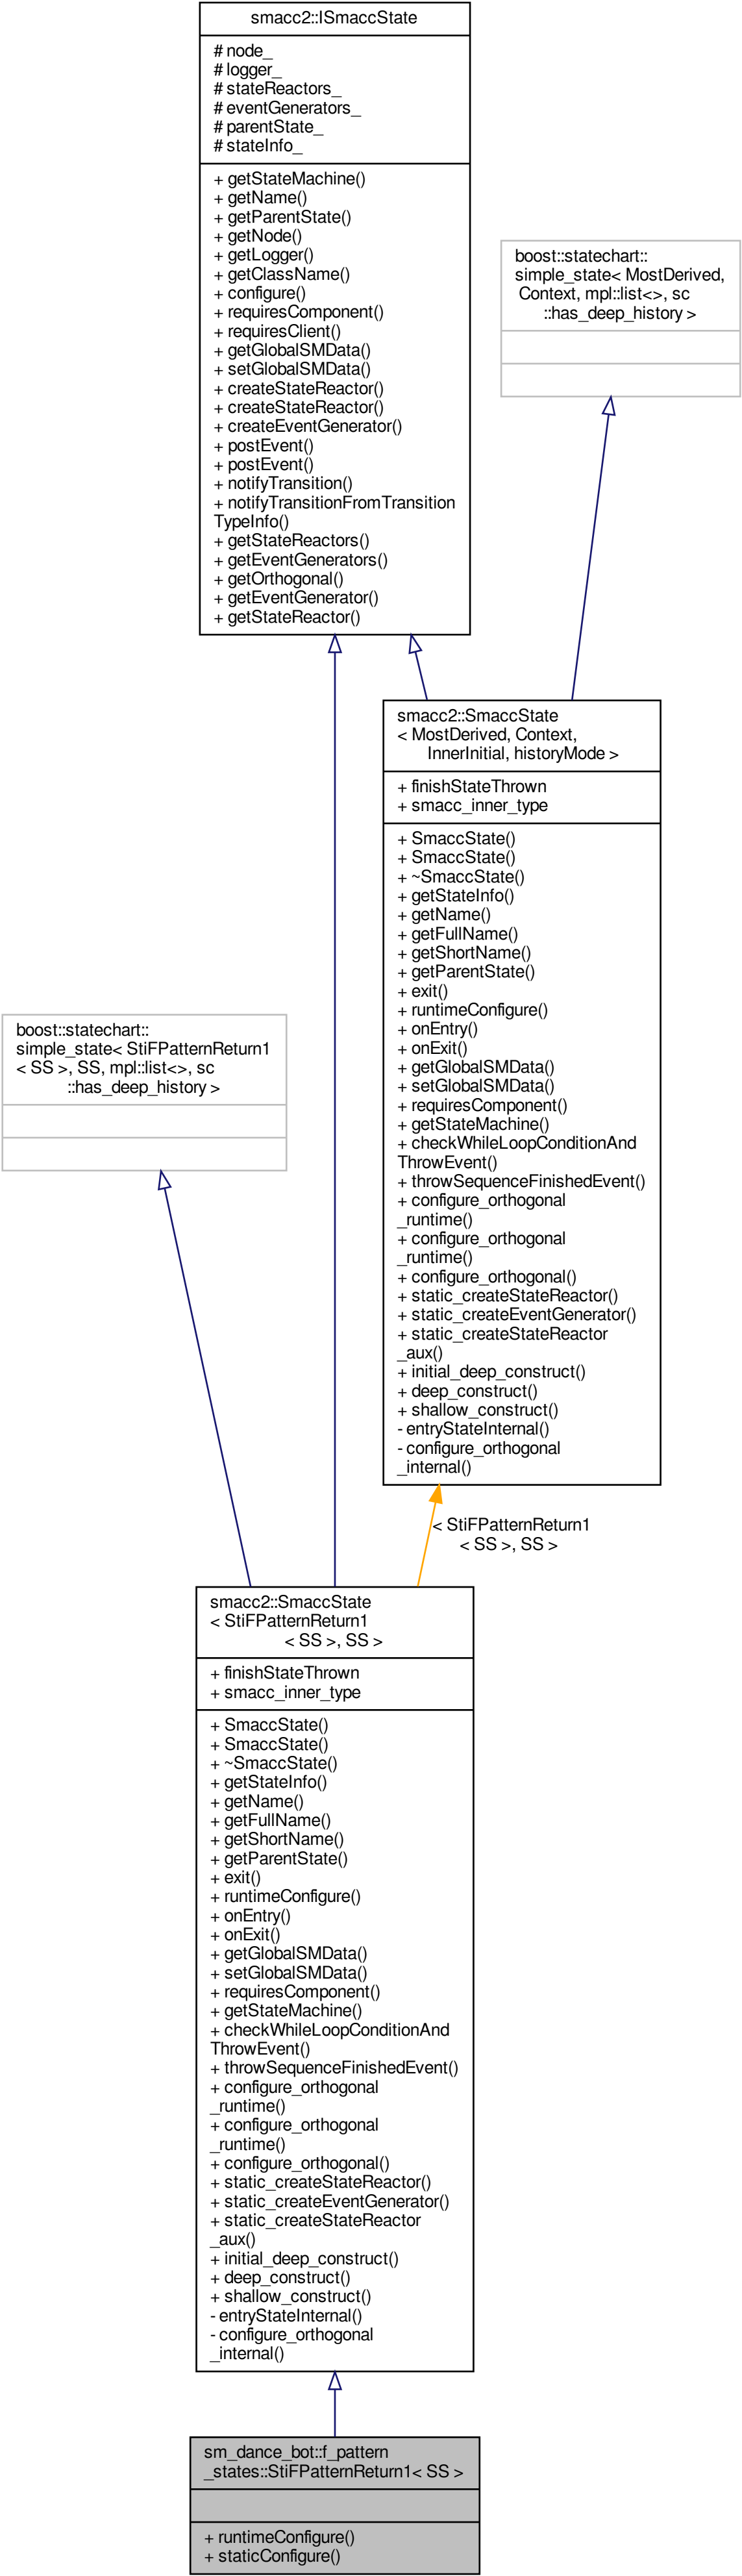 smacc2::ISmaccState
# node_
# logger_
# stateReactors_
# eventGenerators_
# parentState_
# stateInfo_
+ getStateMachine()
+ getName()
+ getParentState()
+ getNode()
+ getLogger()
+ getClassName()
+ configure()
+ requiresComponent()
+ requiresClient()
+ getGlobalSMData()
+ setGlobalSMData()
+ createStateReactor()
+ createStateReactor()
+ createEventGenerator()
+ postEvent()
+ postEvent()
+ notifyTransition()
+ notifyTransitionFromTransition
TypeInfo()
+ getStateReactors()
+ getEventGenerators()
+ getOrthogonal()
+ getEventGenerator()
+ getStateReactor()
boost::statechart::
simple_state< MostDerived,
Context, mpl::list<>, sc
::has_deep_history >
smacc2::SmaccState
< MostDerived, Context,
InnerInitial, historyMode >
+ finishStateThrown
+ smacc_inner_type
+ SmaccState()
+ SmaccState()
+ ~SmaccState()
+ getStateInfo()
+ getName()
+ getFullName()
+ getShortName()
+ getParentState()
+ exit()
+ runtimeConfigure()
+ onEntry()
+ onExit()
+ getGlobalSMData()
+ setGlobalSMData()
+ requiresComponent()
+ getStateMachine()
+ checkWhileLoopConditionAnd
ThrowEvent()
+ throwSequenceFinishedEvent()
+ configure_orthogonal
_runtime()
+ configure_orthogonal
_runtime()
+ configure_orthogonal()
+ static_createStateReactor()
+ static_createEventGenerator()
+ static_createStateReactor
_aux()
+ initial_deep_construct()
+ deep_construct()
+ shallow_construct()
- entryStateInternal()
- configure_orthogonal
_internal()
boost::statechart::
simple_state< StiFPatternReturn1
< SS >, SS, mpl::list<>, sc
::has_deep_history >
< StiFPatternReturn1
< SS >, SS >
smacc2::SmaccState
< StiFPatternReturn1
< SS >, SS >
+ finishStateThrown
+ smacc_inner_type
+ SmaccState()
+ SmaccState()
+ ~SmaccState()
+ getStateInfo()
+ getName()
+ getFullName()
+ getShortName()
+ getParentState()
+ exit()
+ runtimeConfigure()
+ onEntry()
+ onExit()
+ getGlobalSMData()
+ setGlobalSMData()
+ requiresComponent()
+ getStateMachine()
+ checkWhileLoopConditionAnd
ThrowEvent()
+ throwSequenceFinishedEvent()
+ configure_orthogonal
_runtime()
+ configure_orthogonal
_runtime()
+ configure_orthogonal()
+ static_createStateReactor()
+ static_createEventGenerator()
+ static_createStateReactor
_aux()
+ initial_deep_construct()
+ deep_construct()
+ shallow_construct()
- entryStateInternal()
- configure_orthogonal
_internal()
sm_dance_bot::f_pattern
_states::StiFPatternReturn1< SS >
+ runtimeConfigure()
+ staticConfigure()